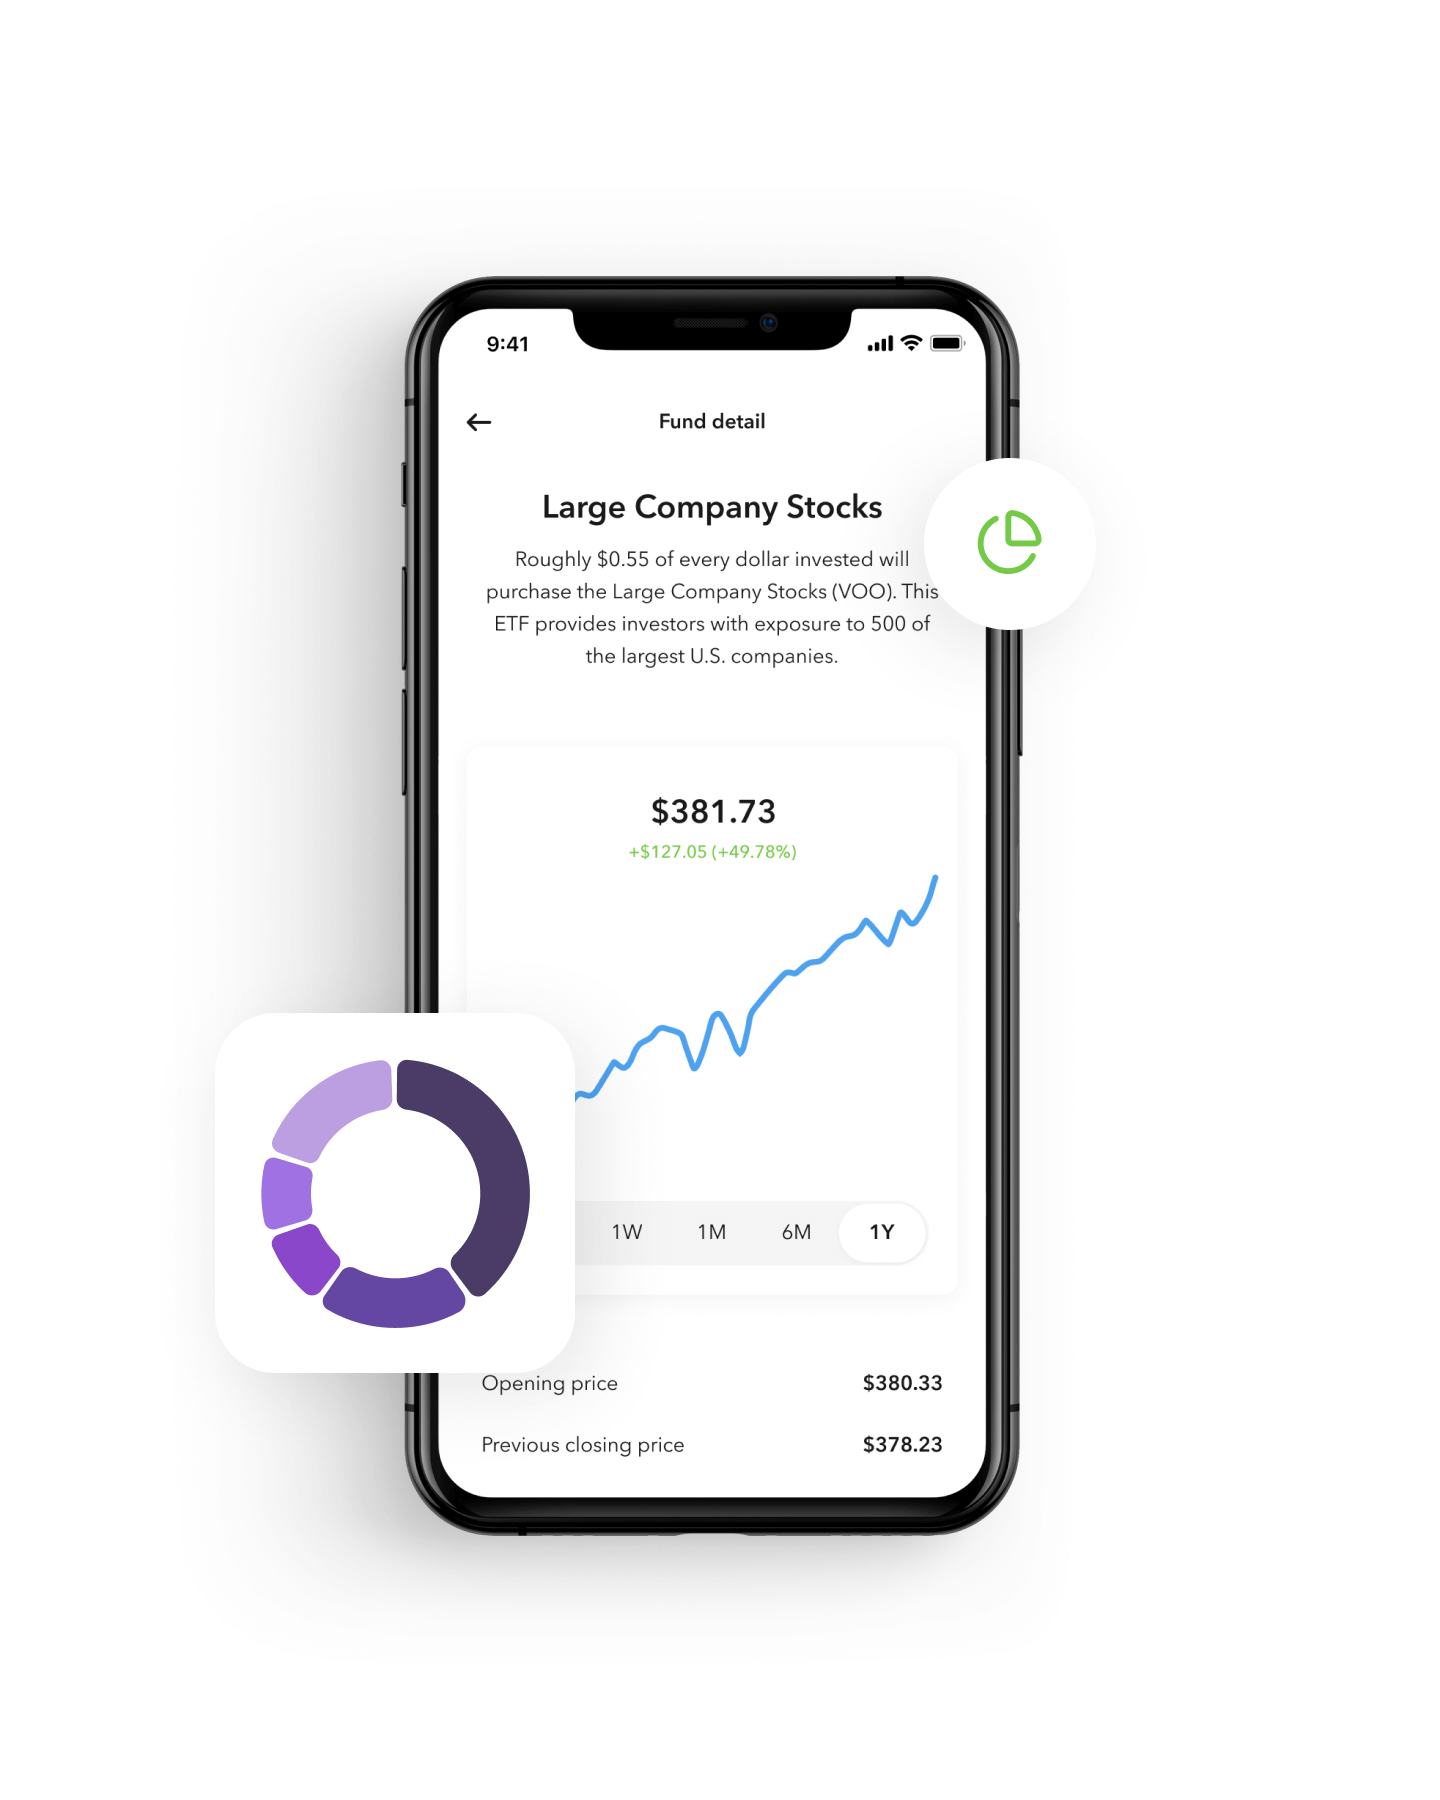 9:41
Fund detail
Large Company Stocks
Roughly $0.55 of every dollar invested will
purchase the Large Company Stocks (VOO). This
ETF provides investors with exposure to 500 of
the largest U.S. companies.
$381.73
+$127.05 (+49.78%)
1W 1M 6M 1Y
Opening price $380.33
Previous closing price $378.23